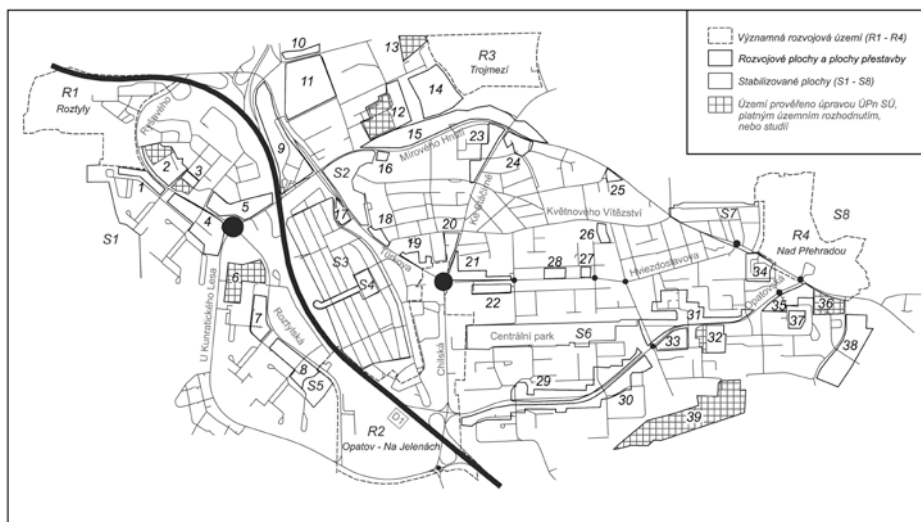 Významná rozvojová území (R1 - R4)
Rozvojové plochy a plochy přestavby
Stabilizované plochy (S1 - S8)
Území prověřeno úpravou ÚPn SÚ,
platným územním rozhodnutím,
nebo studií
10
13
R3
Trojmezí
11
R1
Roztyly
Ryšavého
12
14
15
9
23
2
3
Mírového Hnutí
24
16
S2
1
25
5
17
18
Květnového Vítězství
S7
S8
4
20
26
S1
Ke stáčírně
R4
Nad Přehradou
19
Türkova
S3
21
28
27
Hviezdoslavova
34
6
S4
22
Opatovská
35
36
31
37
7
U Kunratického Lesa
Roztylská
Chilská
Centrální park
S6
33
32
38
8
S5
29
30
39
D1
R2
Opatov - Na Jelenách